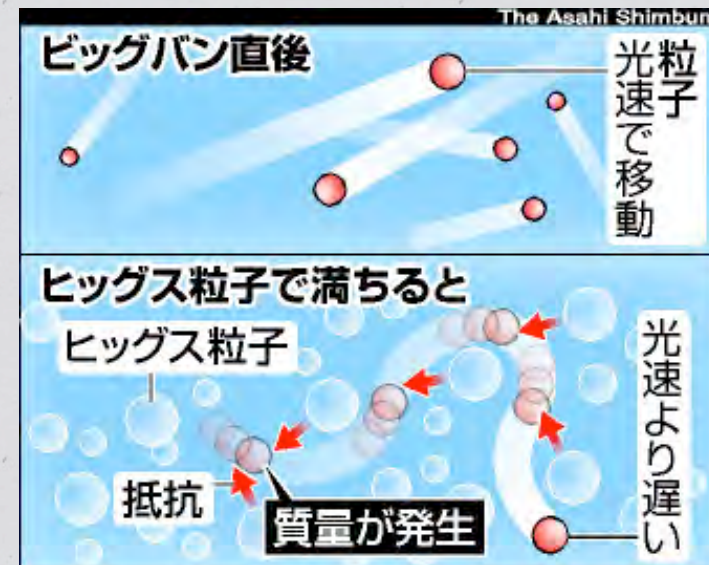 The Asahi Shimbun
ビッグバン直後
粒子
光速で移動
ヒッグス粒子で満ちると
ヒッグス粒子
抵抗
質量が発生
光速より遅い